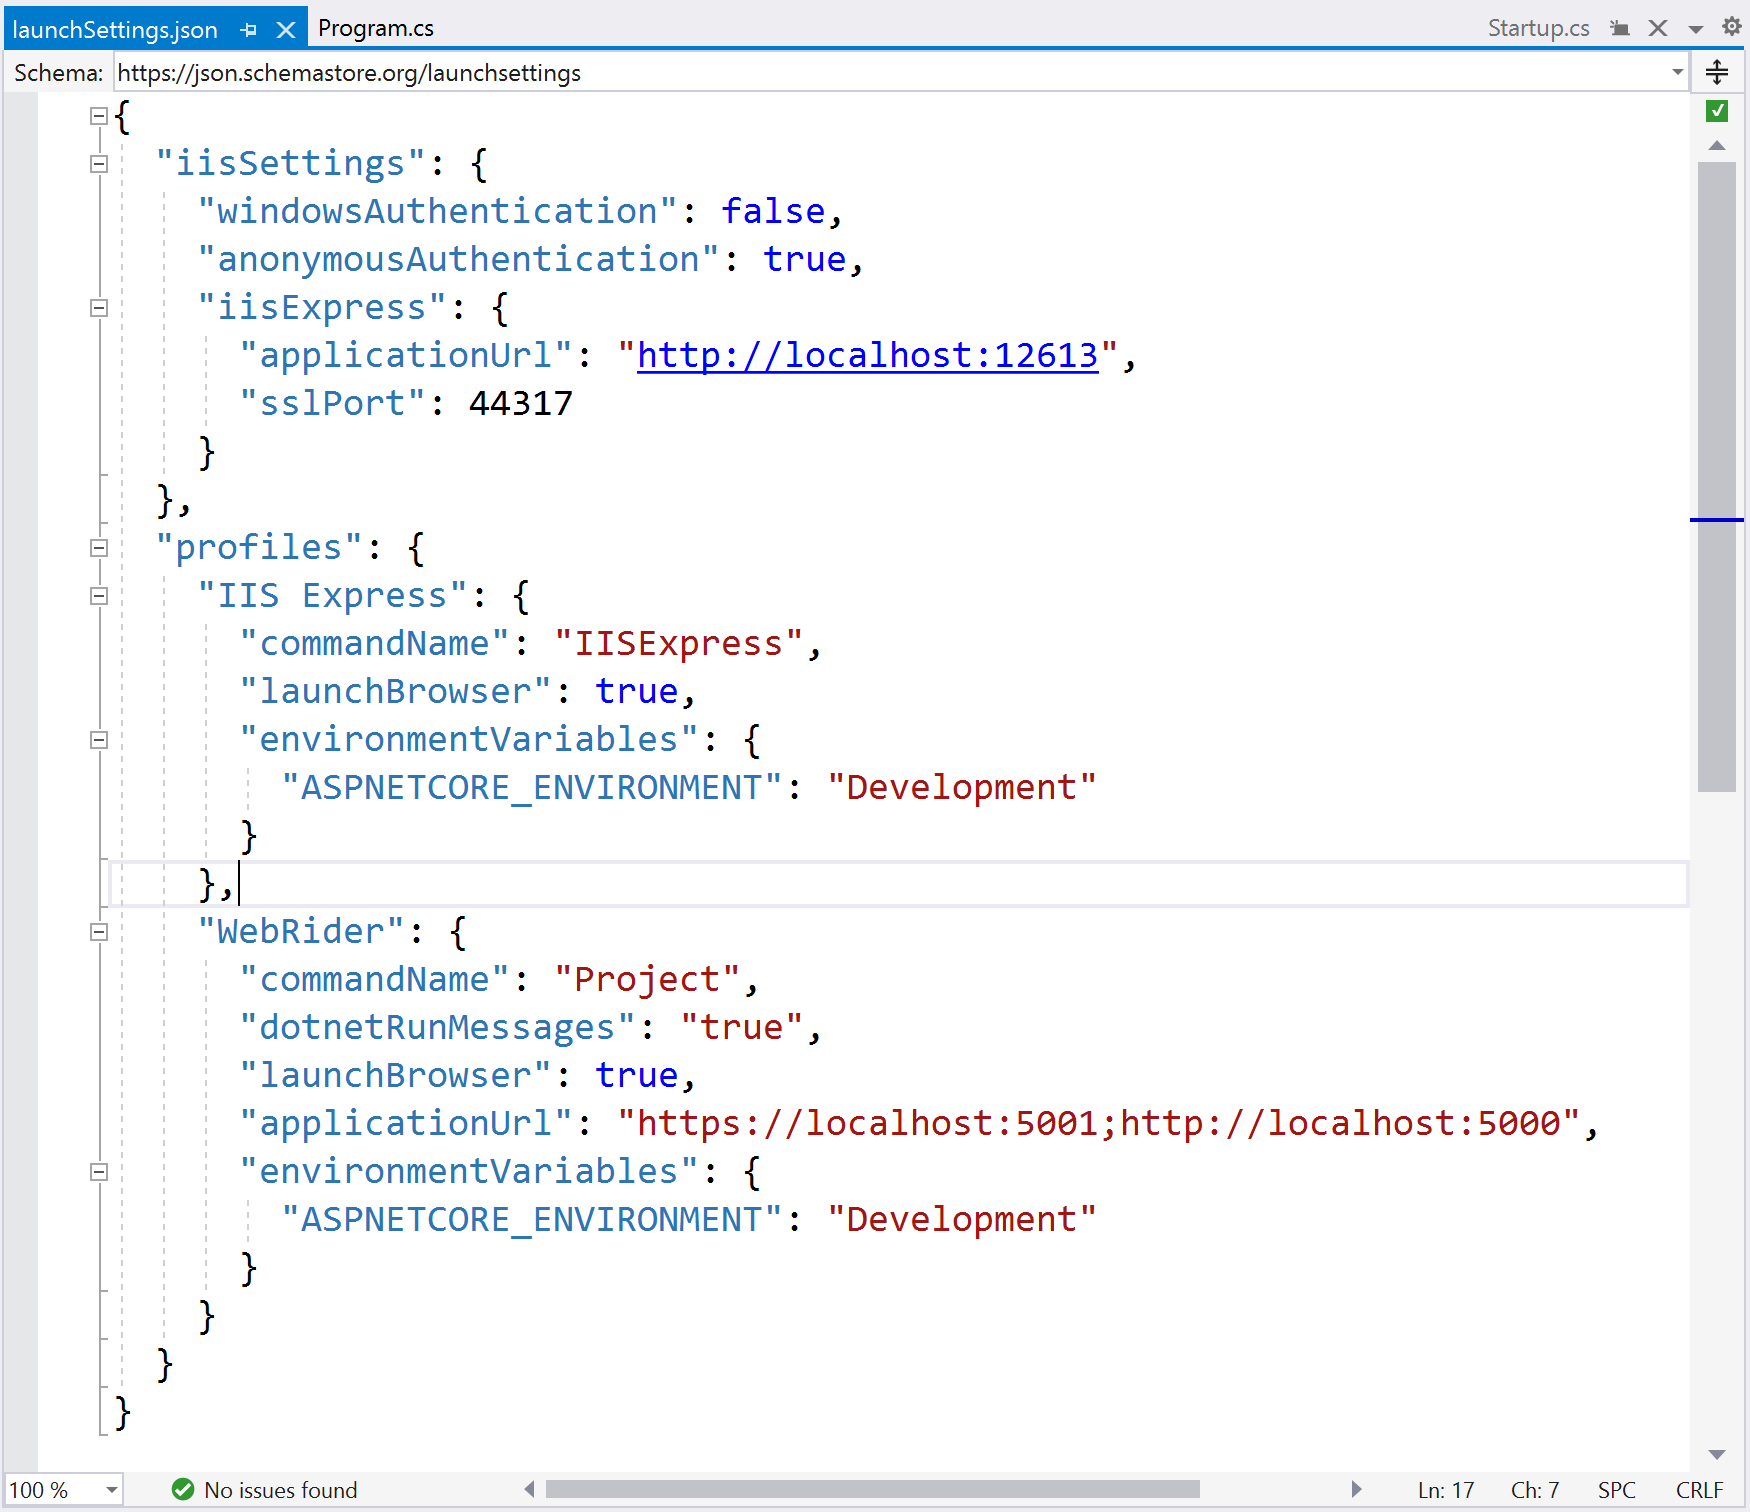 launchSettings.json Program.cs Startup.cs
Schema: https://json.schemastore.org/launchsettings
{
  "iisSettings": {
    "windowsAuthentication": false,
    "anonymousAuthentication": true,
    "iisExpress": {
      "applicationUrl": "http://localhost:12613",
      "sslPort": 44317
    }
  },
  "profiles": {
    "IIS Express": {
      "commandName": "IISExpress",
      "launchBrowser": true,
      "environmentVariables": {
        "ASPNETCORE_ENVIRONMENT": "Development"
      }
    },
    "WebRider": {
      "commandName": "Project",
      "dotnetRunMessages": "true",
      "launchBrowser": true,
      "applicationUrl": "https://localhost:5001;http://localhost:5000",
      "environmentVariables": {
        "ASPNETCORE_ENVIRONMENT": "Development"
      }
    }
  }
}
100 % No issues found Ln: 17 Ch: 7 SPC CRLF